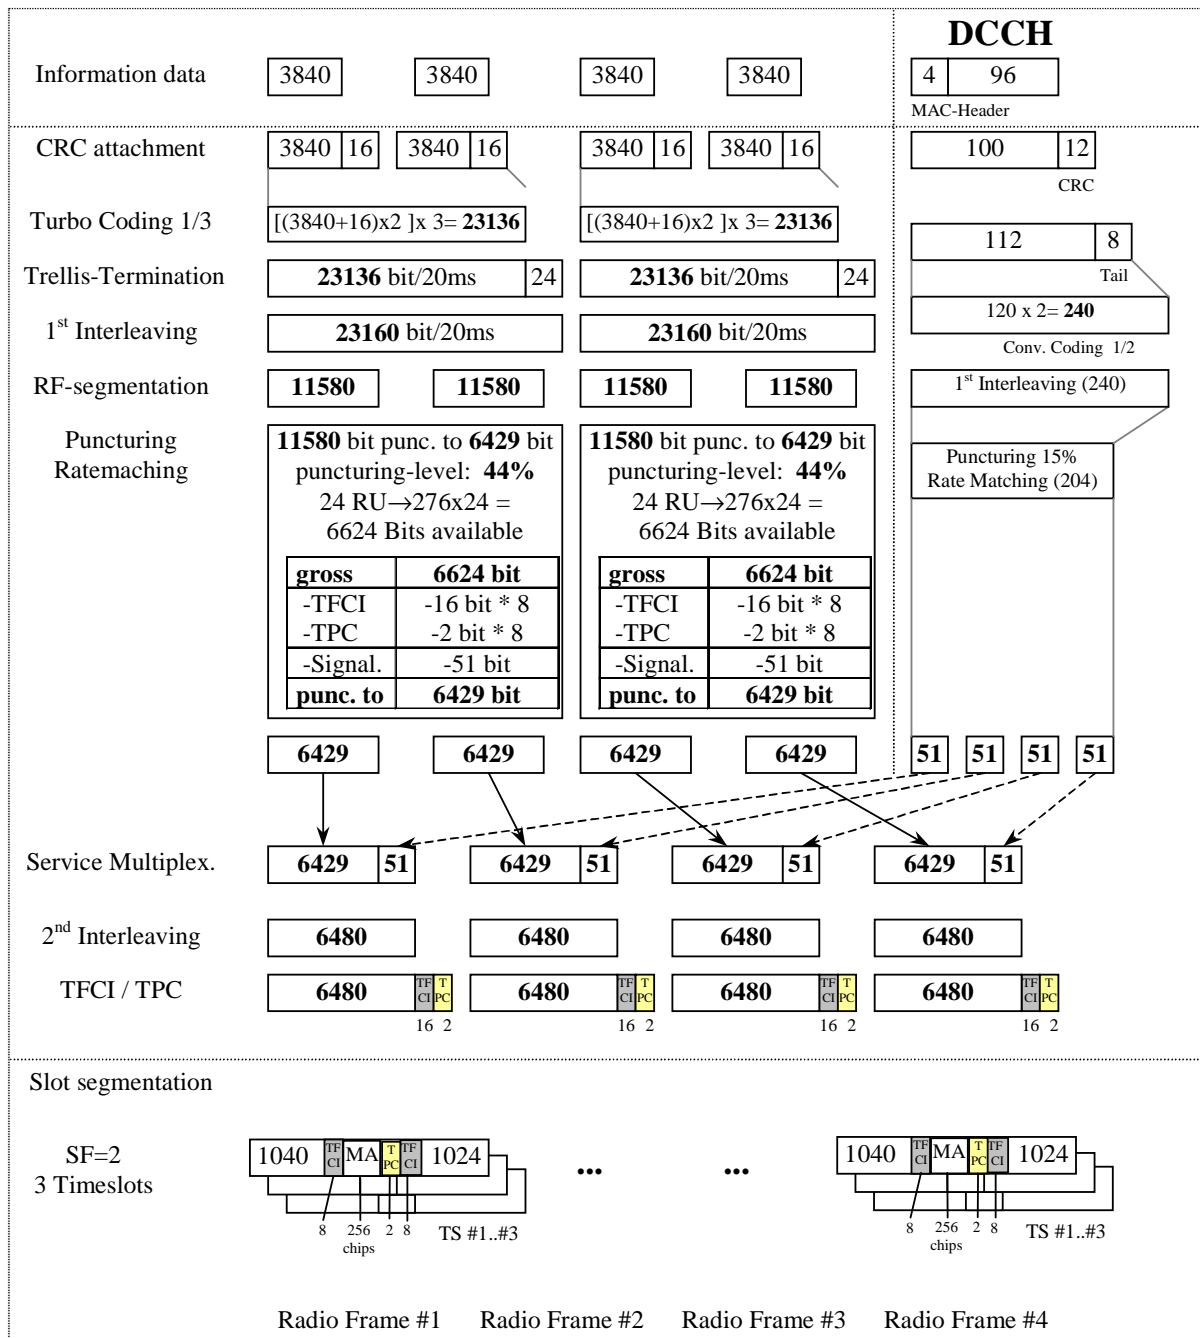 DCCH
Information data 3840 3840 3840 3840 4 96
MAC-Header
CRC attachment 3840 16 3840 16 3840 16 3840 16 100 12
CRC
Turbo Coding 1/3 [(3840+16)x2 ]x 3= 23136 [(3840+16)x2 ]x 3= 23136
112 8
Trellis-Termination 23136 bit/20ms 24 23136 bit/20ms 24
Tail
120 x 2= 240
1st Interleaving 23160 bit/20ms 23160 bit/20ms
Conv. Coding 1/2
RF-segmentation 11580 11580 11580 11580 1st Interleaving (240)
Puncturing 11580 bit punc. to 6429 bit 11580 bit punc. to 6429 bit
Ratemaching puncturing-level: 44% puncturing-level: 44% Puncturing 15%
Rate Matching (204)
24 RU→276x24 = 24 RU→276x24 =
6624 Bits available 6624 Bits available
gross 6624 bit gross 6624 bit
-TFCI -16 bit * 8 -TFCI -16 bit * 8
-TPC -2 bit * 8 -TPC -2 bit * 8
-Signal. -51 bit -Signal. -51 bit
punc. to 6429 bit punc. to 6429 bit
6429 6429 6429 6429 51 51 51 51
Service Multiplex. 6429 51 6429 51 6429 51 6429 51
2nd Interleaving 6480 6480 6480 6480
TFCI / TPC 6480 TF CI T PC 6480 TF CI T PC 6480 TF CI T PC 6480 TF CI T PC
16 2 16 2 16 2 16 2
Slot segmentation
SF=2 1040 TF CI MA T PC TF CI 1024 ... ... 1040 TF CI MA T PC TF CI 1024
3 Timeslots
8 256 2 8 TS #1..#3 8 256 2 8 TS #1..#3
chips chips
Radio Frame #1 Radio Frame #2 Radio Frame #3 Radio Frame #4